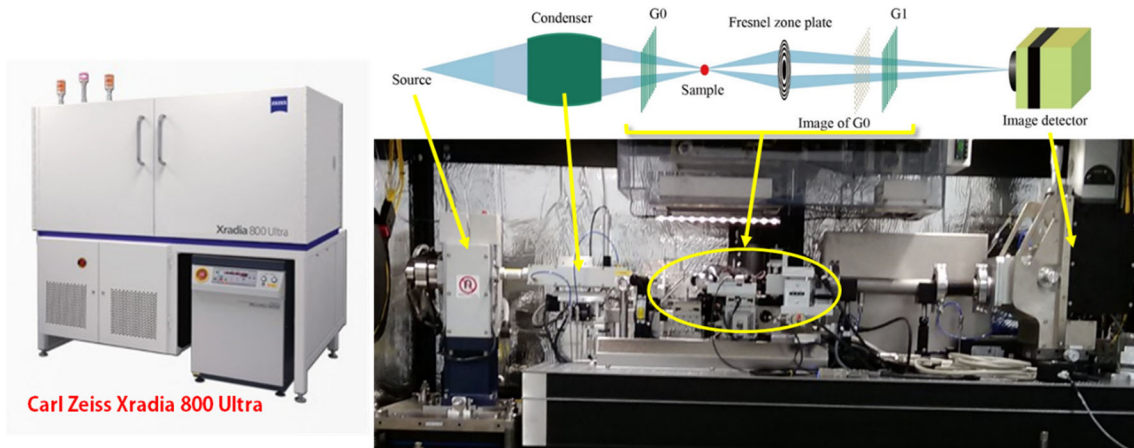 Condenser
G0
Fresnel zone plate
G1
Source
Sample
Image of G0
Image detector
ZEISS
Xradia 800 Ultra
Carl Zeiss Xradia 800 Ultra